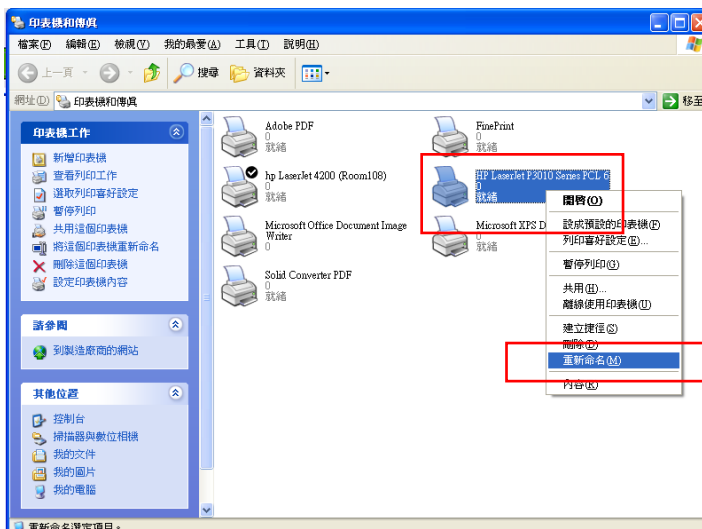 印表機和傳真
檔案(F) 編輯(E) 檢視(V) 我的最愛(A) 工具(T) 說明(H)
上一頁 搜尋 資料夾
網址(D) 印表機和傳真 移至
印表機工作
新增印表機
查看列印工作
選取列印喜好設定
暫停列印
共用這個印表機
將這個印表機重新命名
刪除這個印表機
設定印表機內容
請參閱
到製造廠商的網站
其他位置
控制台
掃描器與數位相機
我的文件
我的圖片
我的電腦
Adobe PDF
0
就緒
FinePrint
0
就緒
hp LaserJet 4200 (Room108)
0
就緒
HP LaserJet P3010 Series PCL 6
0
就緒
Microsoft Office Document Image
Writer
0
Microsoft XPS D
0
就緒
Solid Converter PDF
0
就緒
開啓(O)
設成預設的印表機(F)
列印喜好設定(E)...
暫停列印(G)
共用(H)...
離線使用印表機(U)
建立捷徑(S)
刪除(D)
重新命名(M)
內容(R)
重新命名選定項目。